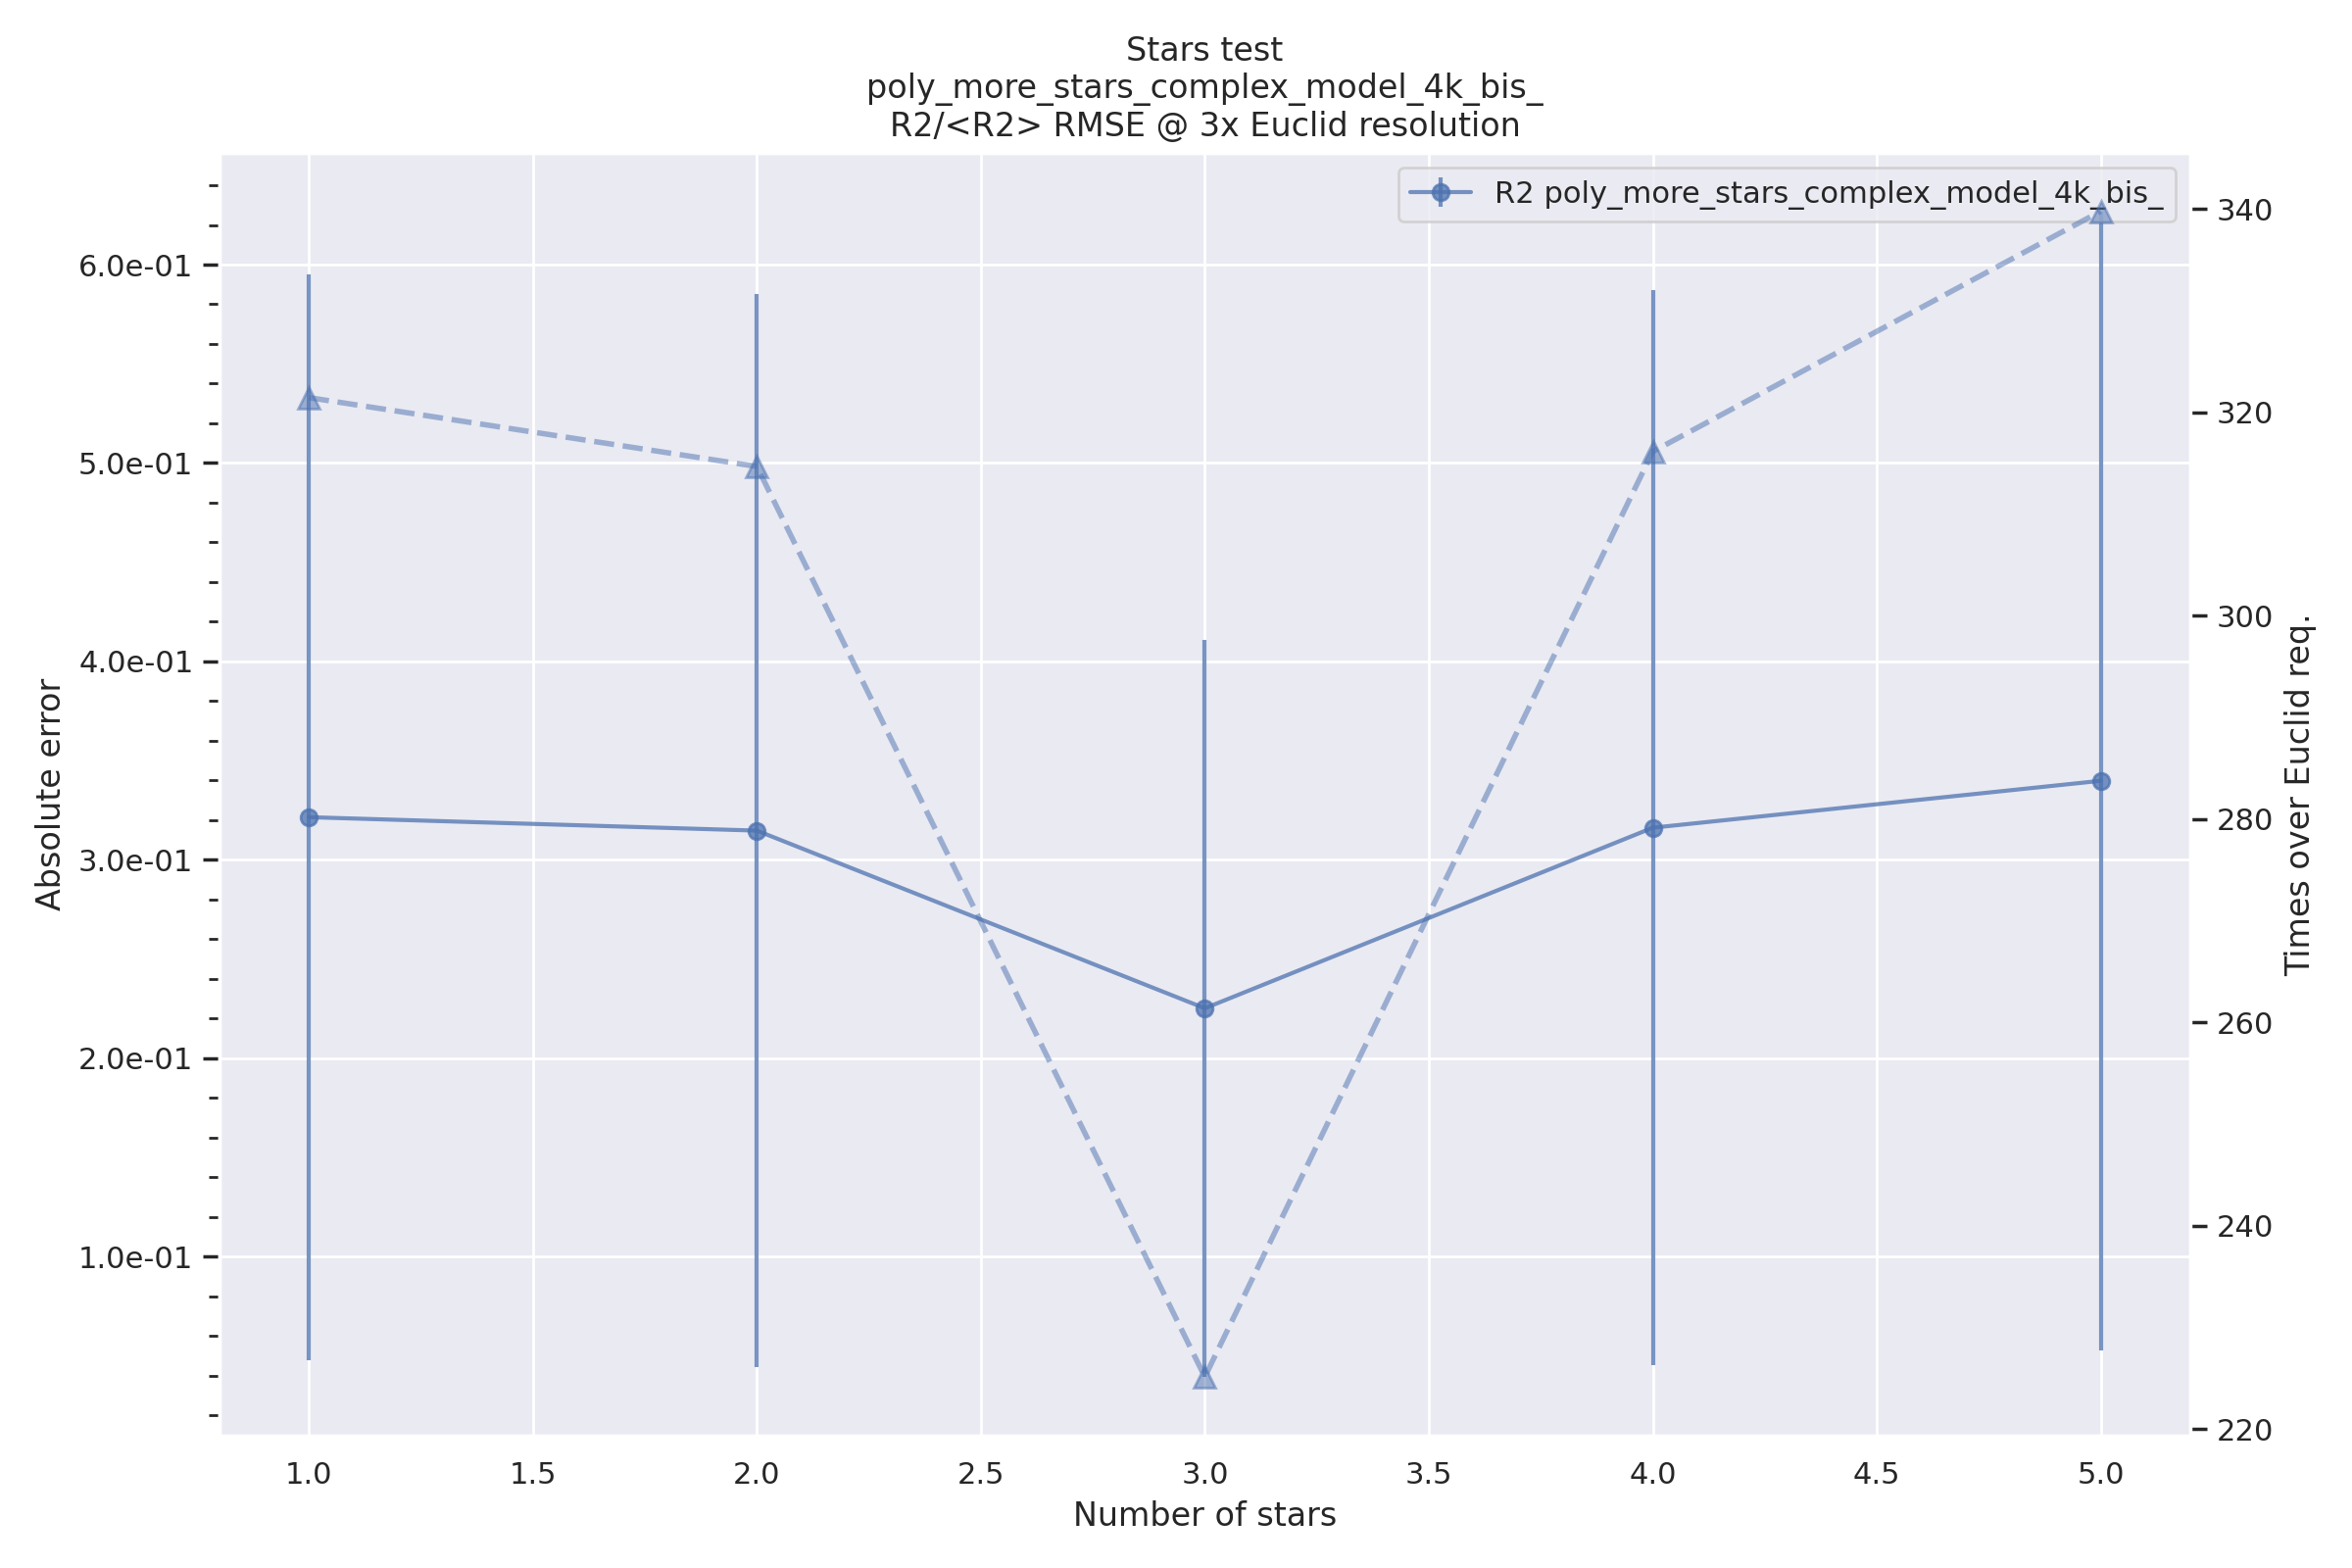 Stars test
poly_more_stars_complex_model_4k_bis_
R2/<R2> RMSE @ 3x Euclid resolution
R2 poly_more_stars_complex_model_4k_bis_
6.0e-01
5.0e-01
4.0e-01
3.0e-01
2.0e-01
1.0e-01
Absolute error
340
320
300
280
260
240
220
Times over Euclid req.
1.0 1.5 2.0 2.5 3.0 3.5 4.0 4.5 5.0
Number of stars